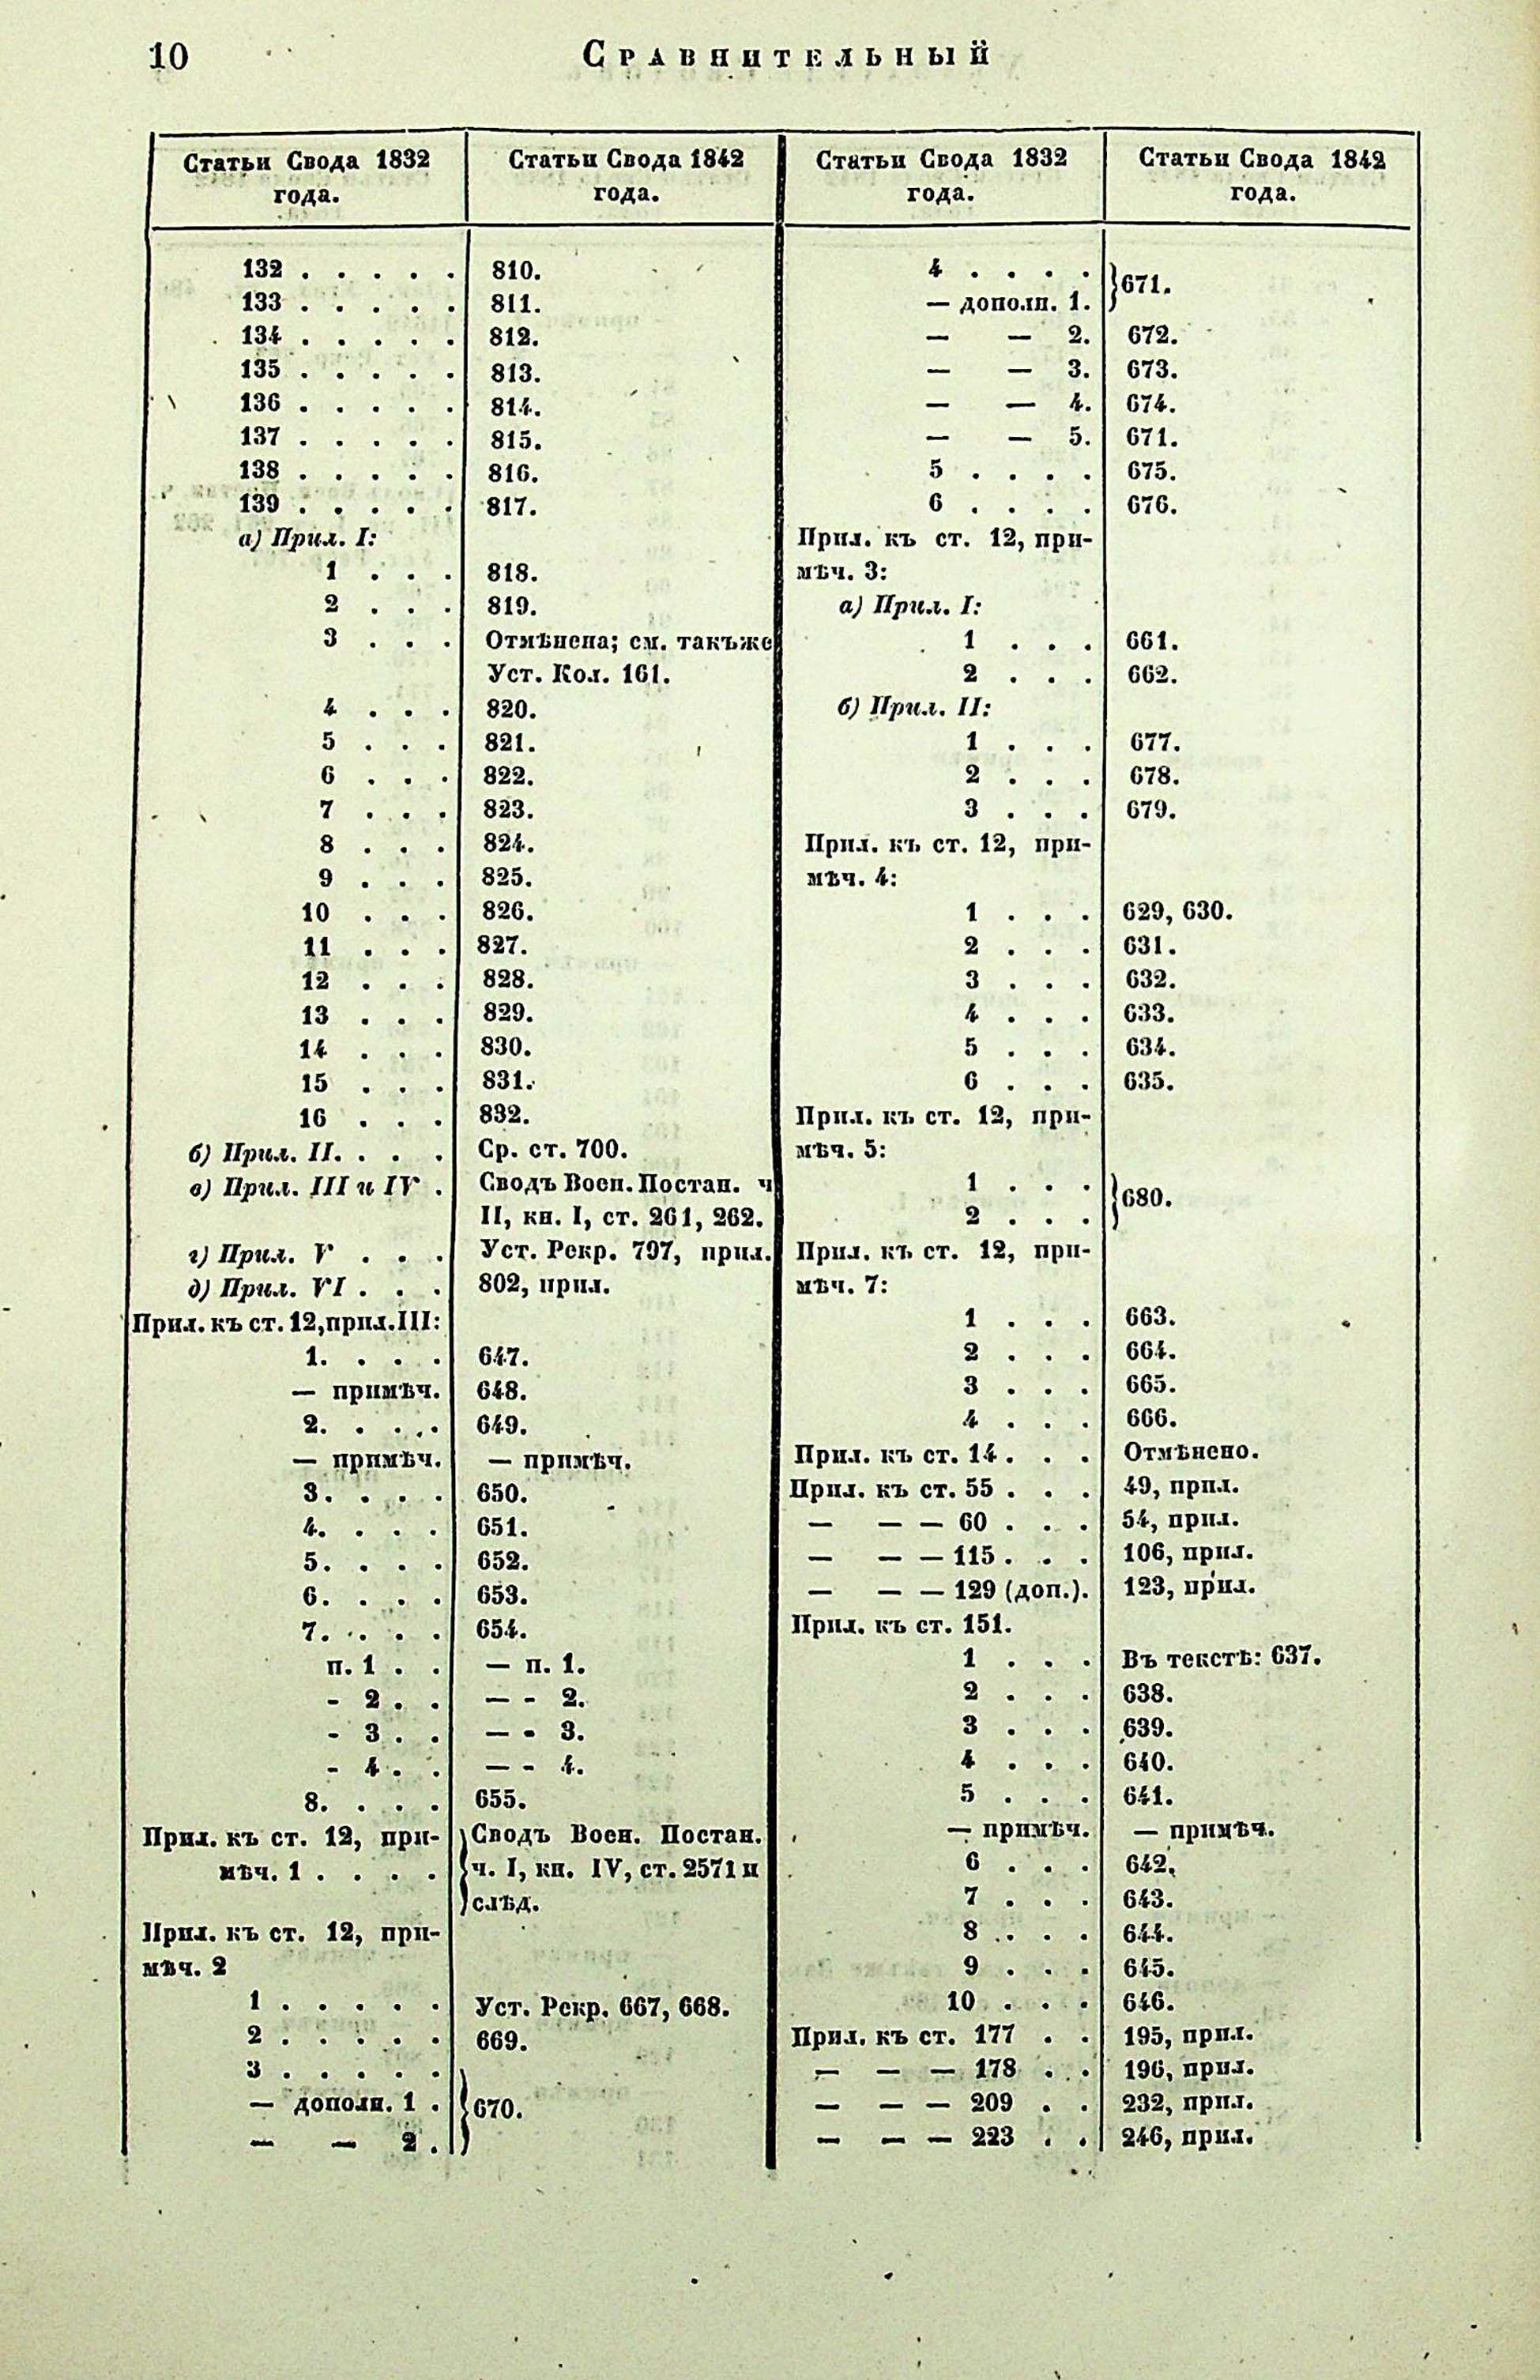 10
Сравнительный
Статьи Свода 1832 года.
Статьи Свода 1842 года.
132 . . . . . 810.
133 . . . . . 811.
134 . . . . . 812.
135 . . . . . 813.
136 . . . . . 814.
137 . . . . . 815.
138 . . . . . 816.
139 . . . . . 817.
а) Прил. I:
1 . . . 818.
2 . . . 819.
3 . . . Отмѣнена; см. такъже
Уст. Кол. 161.
4 . . . 820.
5 . . . 821.
6 . . . 822.
7 . . . 823.
8 . . . 824.
9 . . . 825.
10 . . . 826.
11 . . . 827.
12 . . . 828.
13 . . . 829.
14 . . . 830.
15 . . . 831.
16 . . . 832.
б) Прил. II. . . . Ср. ст. 700.
в) Прил. III и IV . Сводъ Воен. Постан. ч
II, кн. I, ст. 261, 262.
г) Прил. V . . . Уст. Рекр. 797, прил.
д) Прил. VI . . . 802, прил.
Прил. къ ст. 12, прил. III:
1. . . . . 647.
— примѣч. 648.
2. . . . . 649.
— примѣч. — примѣч.
3. . . . . 650.
4. . . . . 651.
5. . . . . 652.
6. . . . . 653.
7. . . . . 654.
п. 1 . . — п. 1.
- 2 . . — - 2.
- 3 . . — - 3.
- 4 . . — - 4.
8. . . . . 655.
Прил. къ ст. 12, при- Сводъ Воен. Постан.
мѣч. 1 . . . . ч. I, кн. IV, ст. 2571 и
слѣд.
Прил. къ ст. 12, при-
мѣч. 2
1 . . . . . Уст. Рекр. 667, 668.
2 . . . . . 669.
3 . . . . .
— дополн. 1 . } 670.
— — 2 .
Статьи Свода 1832 года.
Статьи Свода 1842 года.
4 . . . . } 671.
— дополн. 1.
— — 2. 672.
— — 3. 673.
— — 4. 674.
— — 5. 671.
5 . . . . 675.
6 . . . . 676.
Прил. къ ст. 12, при-
мѣч. 3:
а) Прил. I:
1 . . . 661.
2 . . . 662.
б) Прил. II:
1 . . . 677.
2 . . . 678.
3 . . . 679.
Прил. къ ст. 12, при-
мѣч. 4:
1 . . . 629, 630.
2 . . . 631.
3 . . . 632.
4 . . . 633.
5 . . . 634.
6 . . . 635.
Прил. къ ст. 12, при-
мѣч. 5:
1 . . . } 680.
2 . . .
Прил. къ ст. 12, при-
мѣч. 7:
1 . . . 663.
2 . . . 664.
3 . . . 665.
4 . . . 666.
Прил. къ ст. 14 . . . Отмѣнено.
Прил. къ ст. 55 . . . 49, прил.
— — — 60 . . . 54, прил.
— — — 115 . . . 106, прил.
— — — 129 (доп.). 123, прил.
Прил. къ ст. 151.
1 . . . Въ текстѣ: 637.
2 . . . 638.
3 . . . 639.
4 . . . 640.
5 . . . 641.
— примѣч. — примѣч.
6 . . . 642.
7 . . . 643.
8 . . . 644.
9 . . . 645.
10 . . . 646.
Прил. къ ст. 177 . . 195, прил.
— — — 178 . . 196, прил.
— — — 209 . . 232, прил.
— — — 223 . . 246, прил.